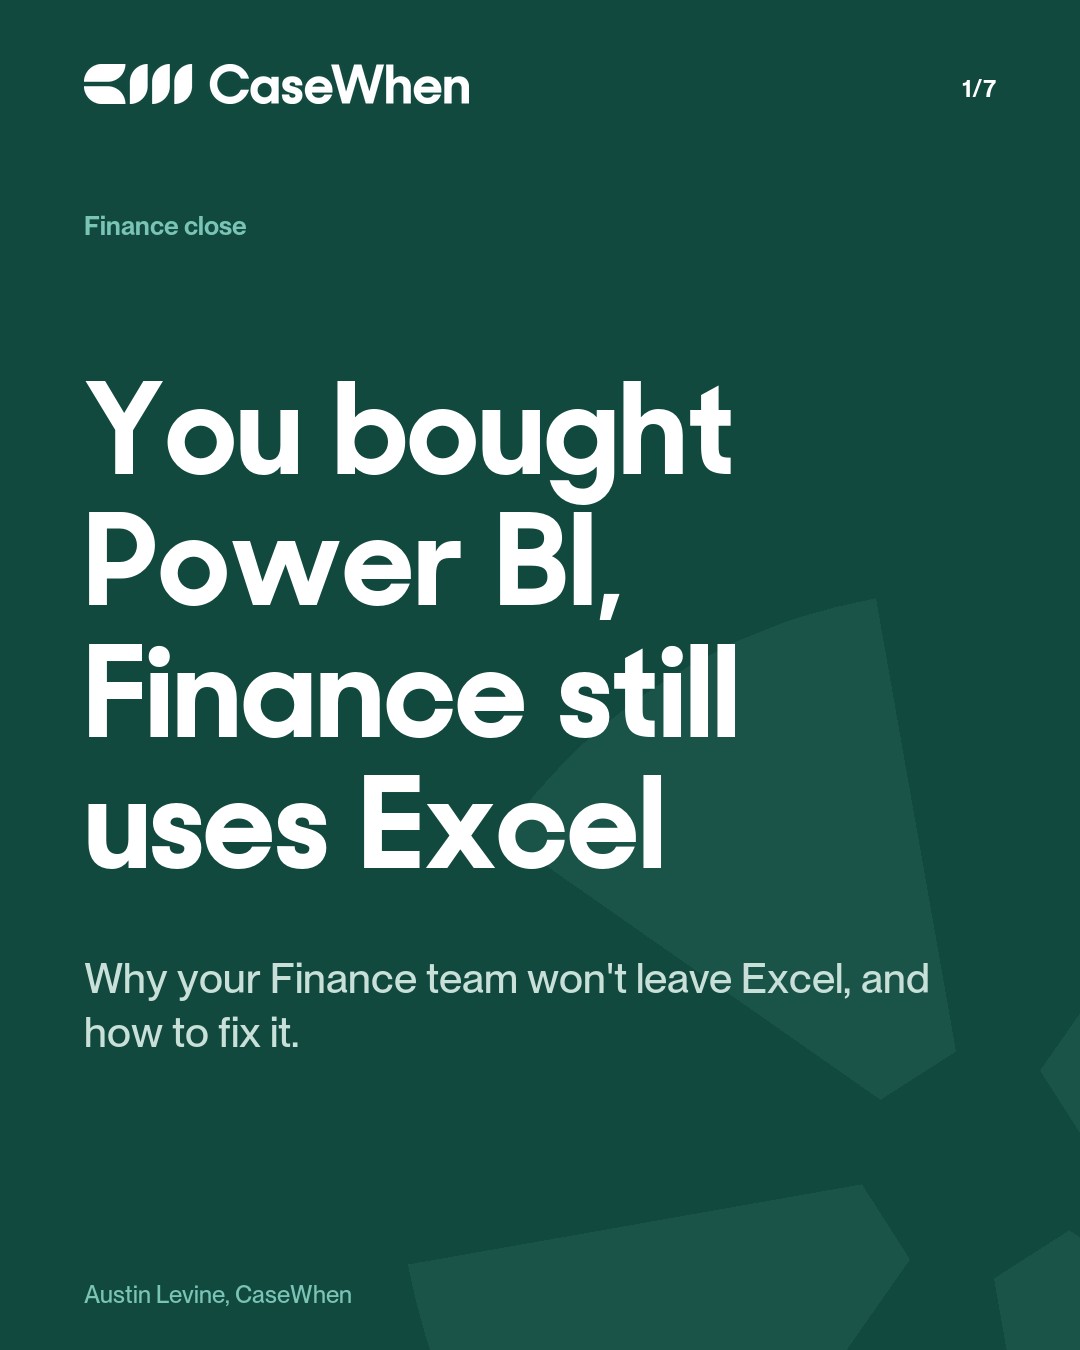 CaseWhen
1/7
Finance close
You bought
Power BI,
Finance still
uses Excel
Why your Finance team won't leave Excel, and
how to fix it.
Austin Levine, CaseWhen